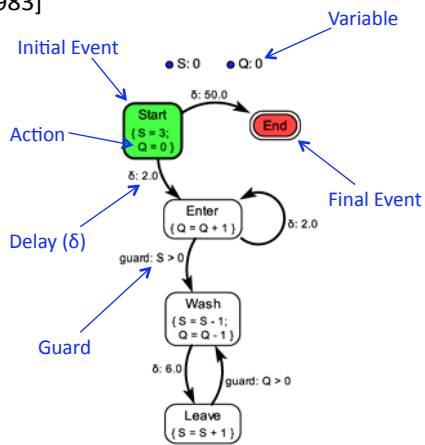 983]
Variable
Initial Event
S: 0
Q: 0
δ: 50.0
Start
{ S = 3;
Q = 0 }
End
Action
δ: 2.0
Final Event
Enter
{ Q = Q + 1 }
δ: 2.0
Delay (δ)
guard: S > 0
Wash
{ S = S - 1;
Q = Q - 1 }
Guard
δ: 6.0
guard: Q > 0
Leave
{ S = S + 1 }